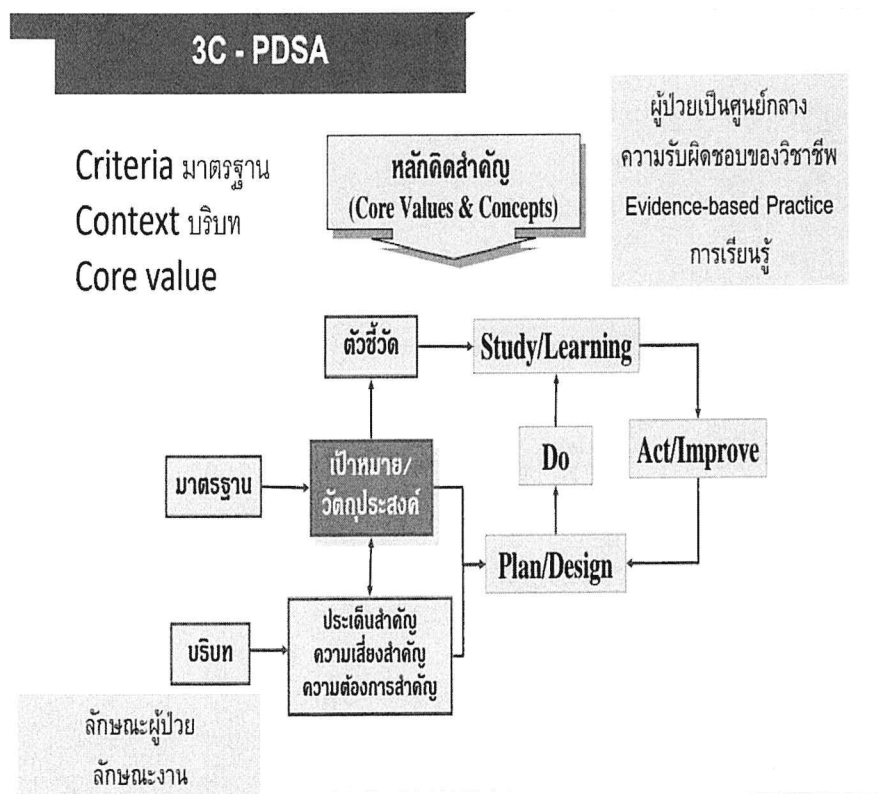 3C - PDSA
Criteria มาตรฐาน
Context บริบท
Core value
หลักคิดสำคัญ
(Core Values & Concepts)
ผู้ป่วยเป็นศูนย์กลาง
ความรับผิดชอบของวิชาชีพ
Evidence-based Practice
การเรียนรู้
ตัวชี้วัด
Study/Learning
มาตรฐาน
เป้าหมาย/
วัตถุประสงค์
Do
Act/Improve
Plan/Design
บริบท
ประเด็นสำคัญ
ความเสี่ยงสำคัญ
ความต้องการสำคัญ
ลักษณะผู้ป่วย
ลักษณะงาน